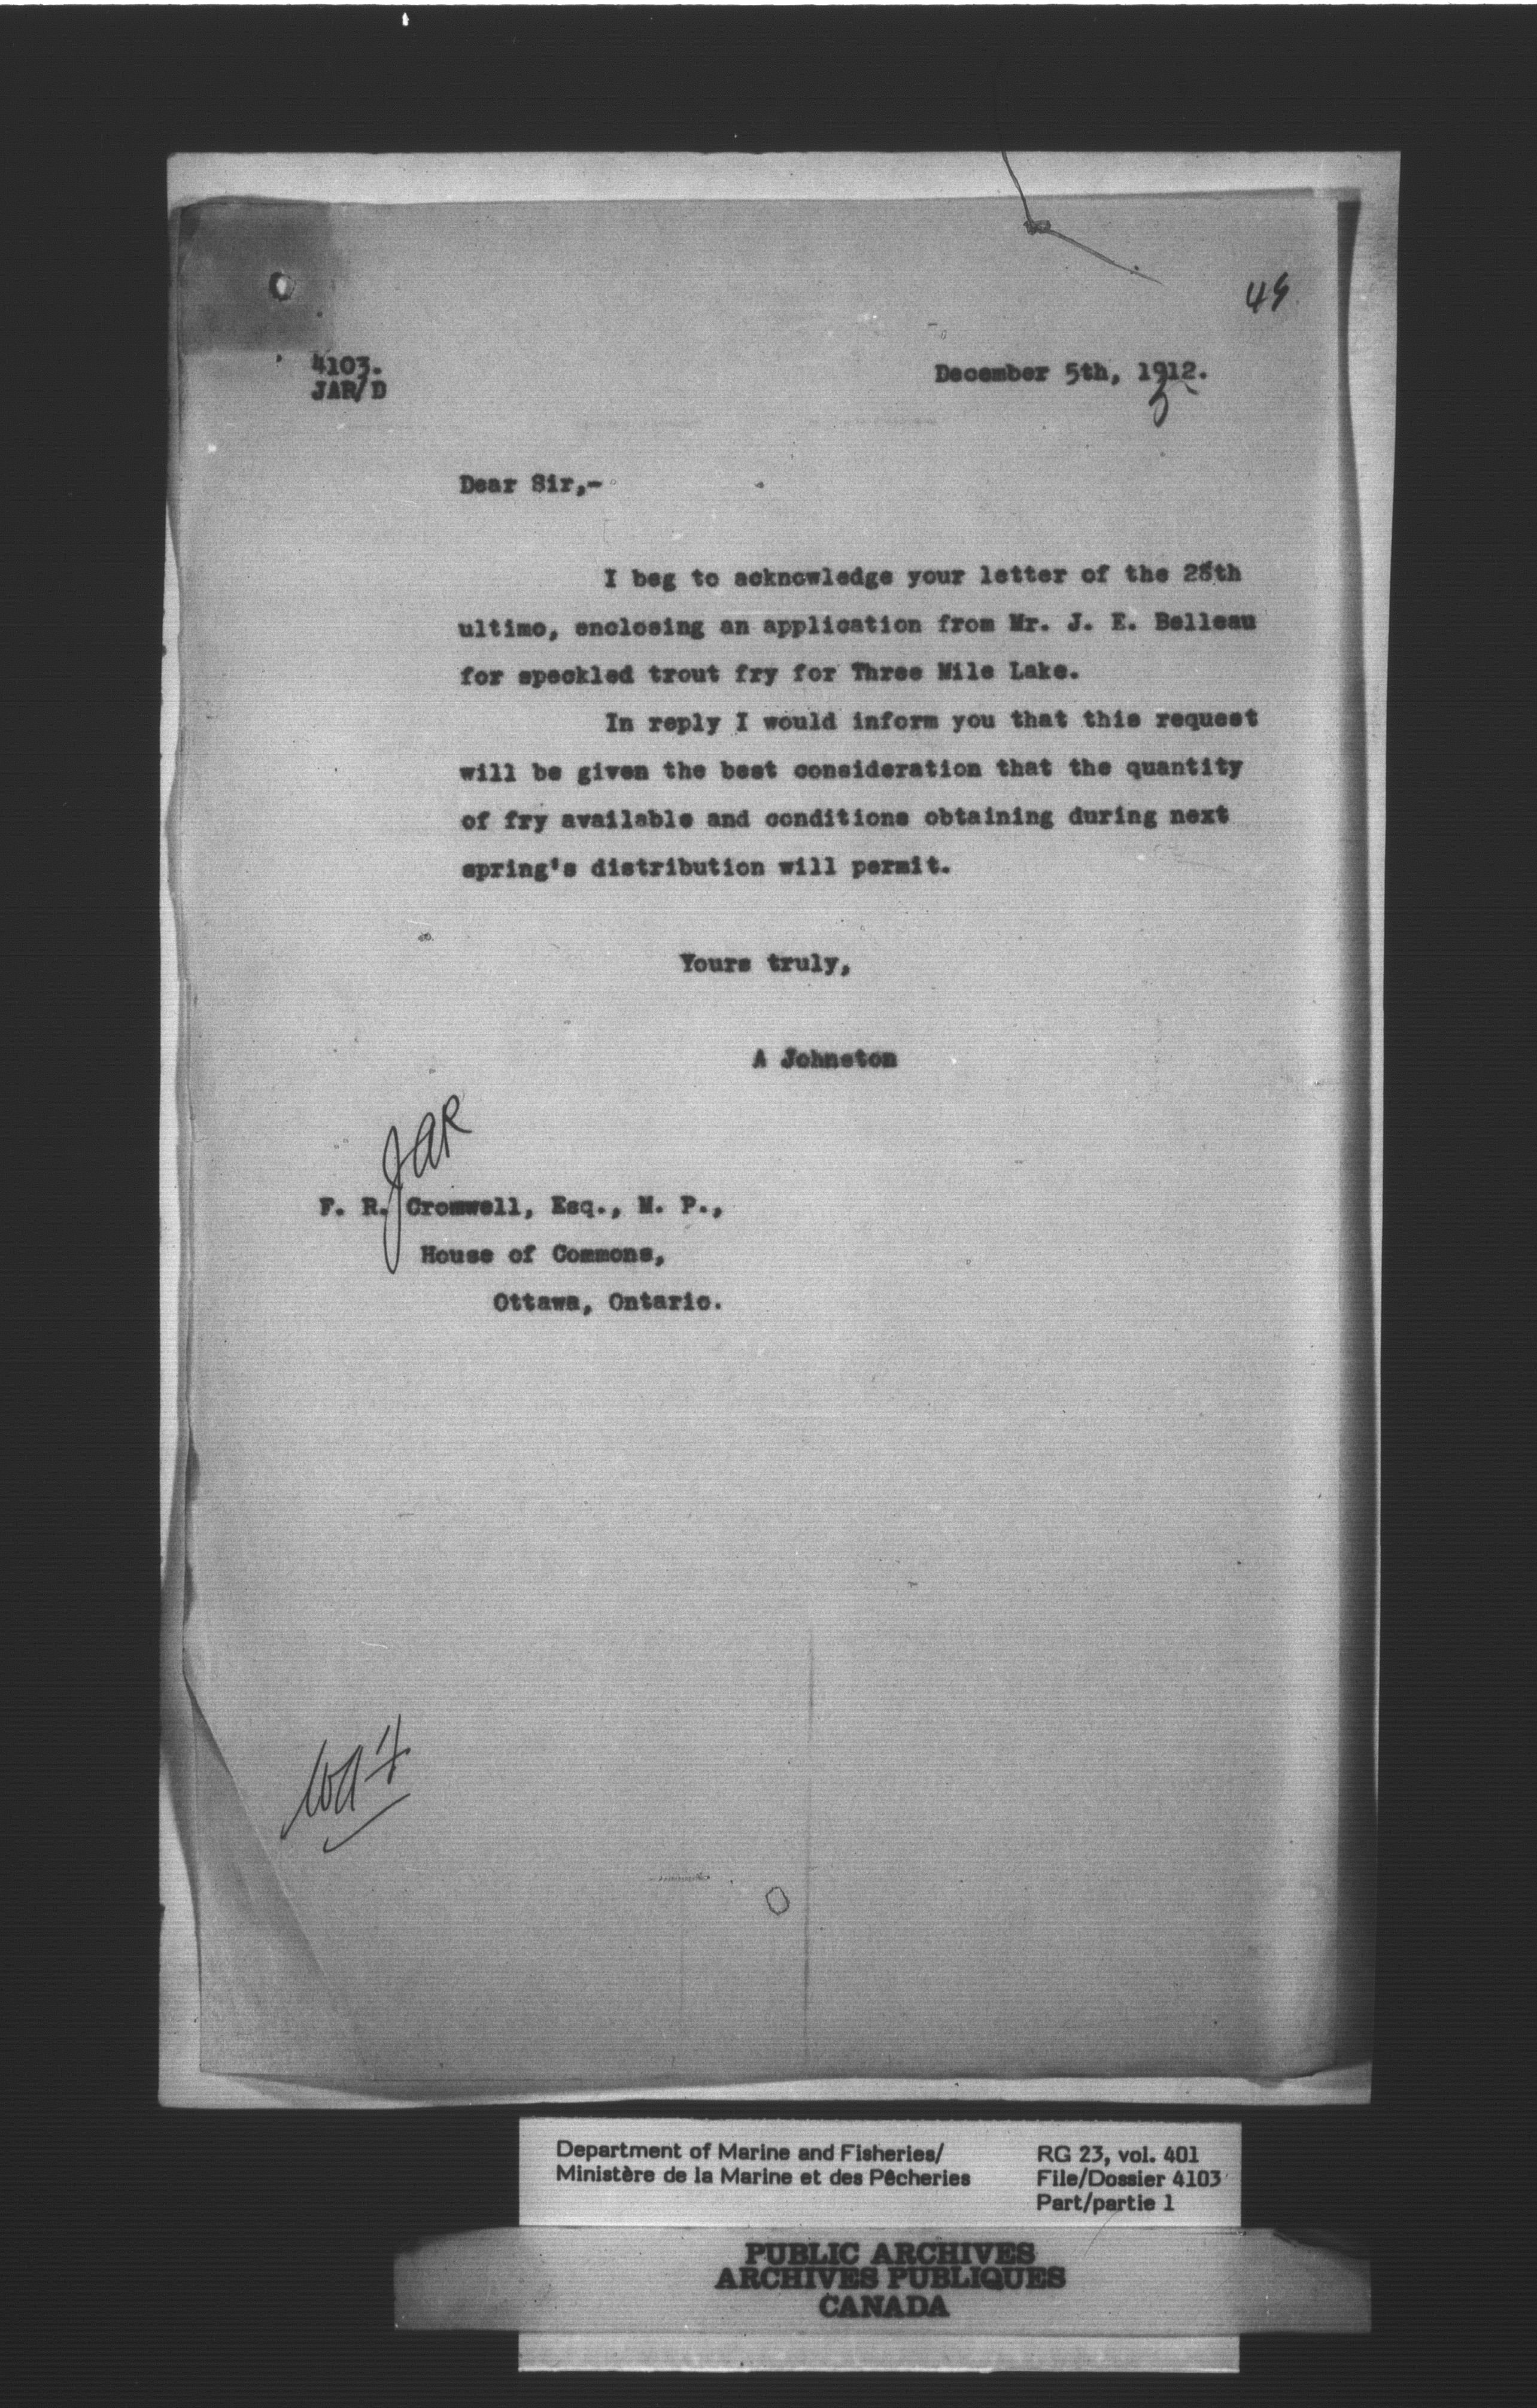 49
4103.
JAR/D
December 5th, 1912.
Dear Sir,-
I beg to acknowledge your letter of the 28th
ultimo, enclosing an application from Mr. J. E. Belleau
for speckled trout fry for Three Mile Lake.
In reply I would inform you that this request
will be given the best consideration that the quantity
of fry available and conditions obtaining during next
spring's distribution will permit.
Yours truly,
A Johnston
JAR
F. R. Cromwell, Esq., M. P.,
House of Commons,
Ottawa, Ontario.
Department of Marine and Fisheries/
Ministère de la Marine et des Pêcheries
RG 23, vol. 401
File/Dossier 4103
Part/partie 1
PUBLIC ARCHIVES
ARCHIVES PUBLIQUES
CANADA